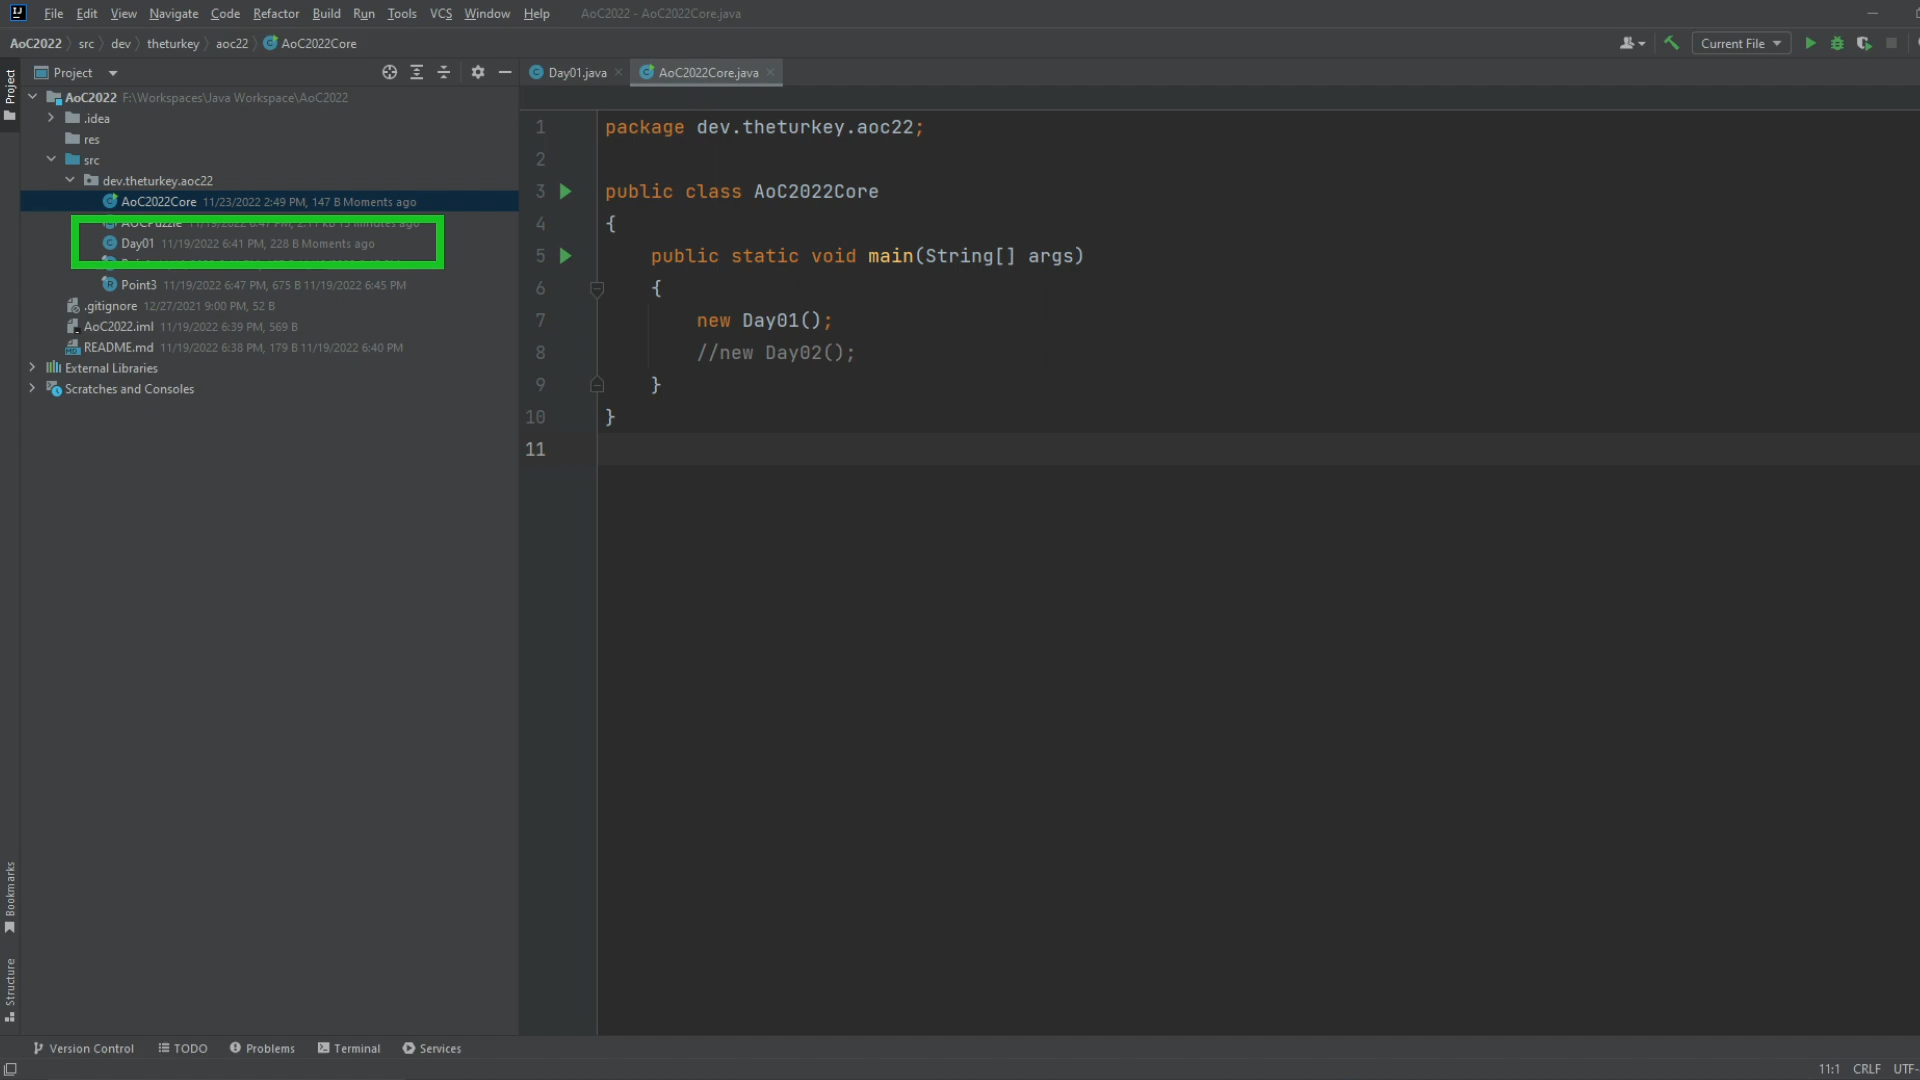 File Edit View Navigate Code Refactor Build Run Tools VCS Window Help AoC2022 - AoC2022Core.java
AoC2022 src dev theturkey aoc22 AoC2022Core
Current File
Project
Project
Day01.java
AoC2022Core.java
AoC2022 F:\Workspaces\Java Workspace\AoC2022
.idea
res
src
dev.theturkey.aoc22
AoC2022Core 11/23/2022 2:49 PM, 147 B Moments ago
Day01 11/19/2022 6:41 PM, 228 B Moments ago
Point3 11/19/2022 6:47 PM, 675 B 11/19/2022 6:45 PM
.gitignore 12/27/2021 9:00 PM, 52 B
AoC2022.iml 11/19/2022 6:39 PM, 569 B
README.md 11/19/2022 6:38 PM, 179 B 11/19/2022 6:40 PM
External Libraries
Scratches and Consoles
1 package dev.theturkey.aoc22;
2
3 public class AoC2022Core
4 {
5 public static void main(String[] args)
6 {
7 new Day01();
8 //new Day02();
9 }
10 }
11
Bookmarks
Structure
Version Control TODO Problems Terminal Services
11:1 CRLF UTF-